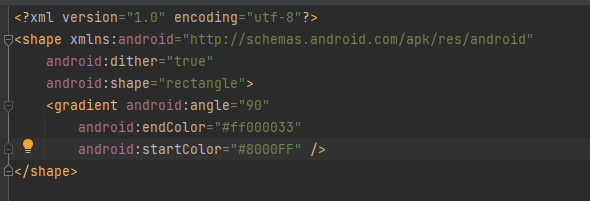 <?xml version="1.0" encoding="utf-8"?>
<shape xmlns:android="http://schemas.android.com/apk/res/android"
android:dither="true"
android:shape="rectangle">
<gradient android:angle="90"
android:endColor="#ff000033"
android:startColor="#8000FF" />
</shape>